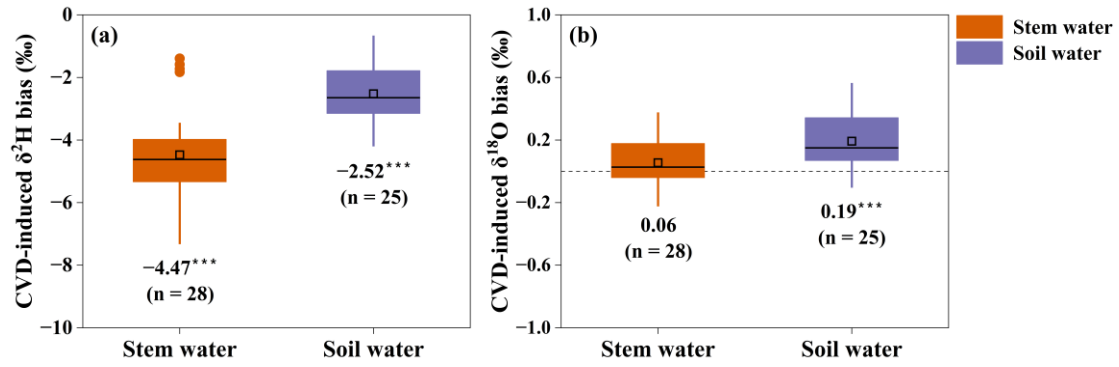 (a)
CVD-induced δ²H bias (‰)
0
−2
−4
−6
−8
−10
−4.47***
(n = 28)
−2.52***
(n = 25)
Stem water
Soil water
(b)
CVD-induced δ¹⁸O bias (‰)
1.0
0.6
0.2
−0.2
−0.6
−1.0
0.06
(n = 28)
0.19***
(n = 25)
Stem water
Soil water
Stem water
Soil water